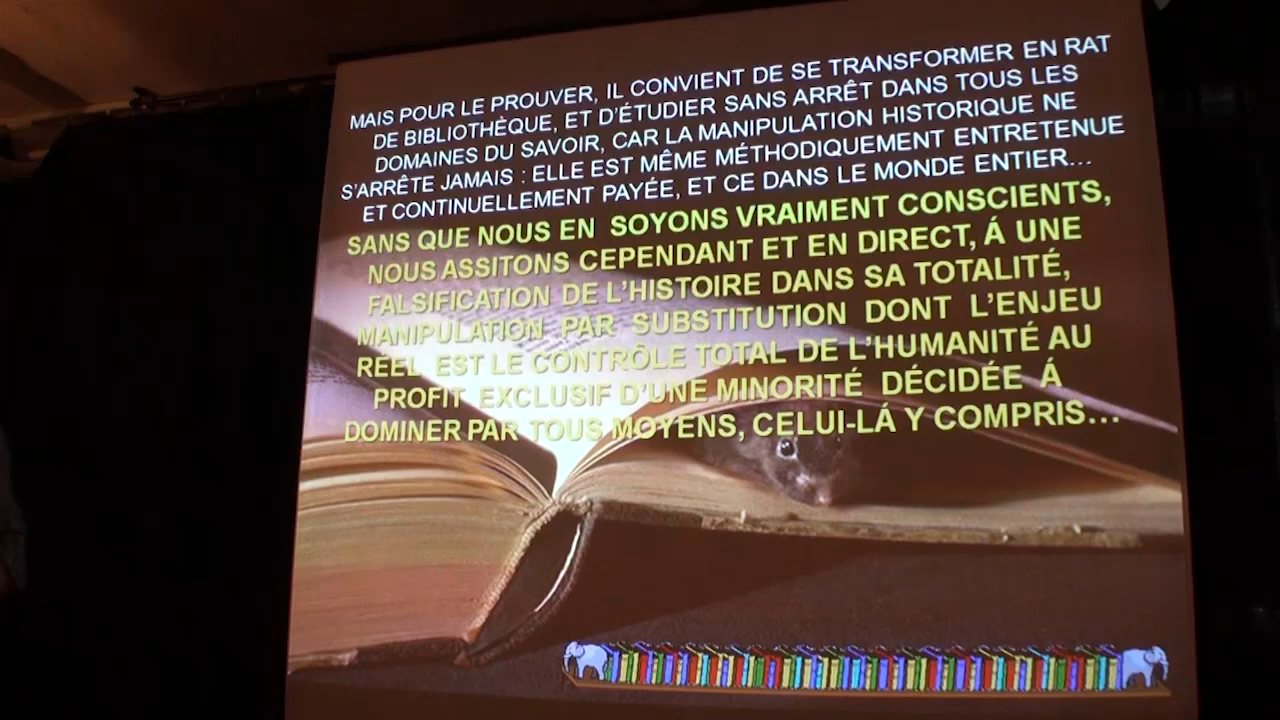 MAIS POUR LE PROUVER, IL CONVIENT DE SE TRANSFORMER EN RAT
DE BIBLIOTHÈQUE, ET D'ÉTUDIER SANS ARRÊT DANS TOUS LES
DOMAINES DU SAVOIR, CAR LA MANIPULATION HISTORIQUE NE
S'ARRÊTE JAMAIS : ELLE EST MÊME MÉTHODIQUEMENT ENTRETENUE
ET CONTINUELLEMENT PAYÉE, ET CE DANS LE MONDE ENTIER...
SANS QUE NOUS EN SOYONS VRAIMENT CONSCIENTS,
NOUS ASSITONS CEPENDANT ET EN DIRECT, Á UNE
FALSIFICATION DE L'HISTOIRE DANS SA TOTALITÉ,
MANIPULATION PAR SUBSTITUTION DONT L'ENJEU
RÉEL EST LE CONTRÔLE TOTAL DE L'HUMANITÉ AU
PROFIT EXCLUSIF D'UNE MINORITÉ DÉCIDÉE Á
DOMINER PAR TOUS MOYENS, CELUI-LÁ Y COMPRIS...